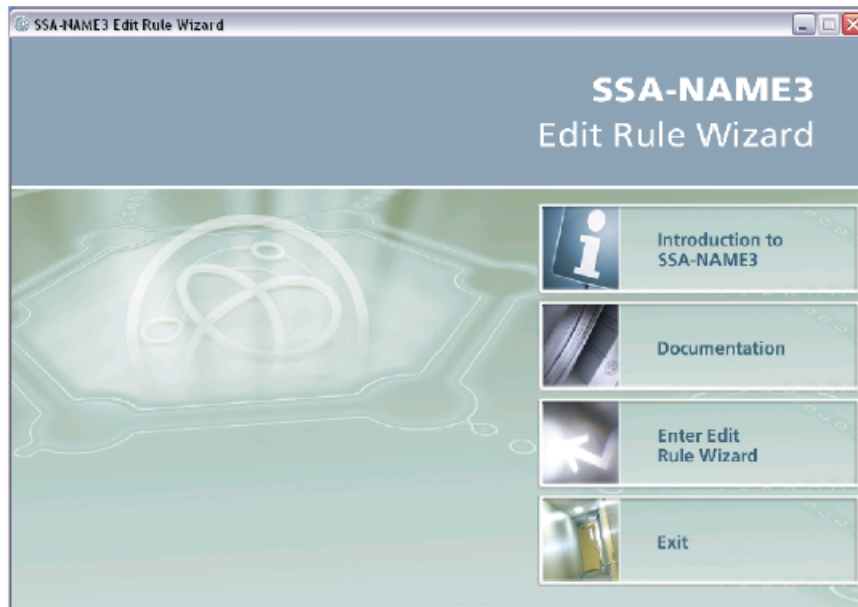 SSA-NAME3 Edit Rule Wizard
SSA-NAME3
Edit Rule Wizard
Introduction to
SSA-NAME3
Documentation
Enter Edit
Rule Wizard
Exit